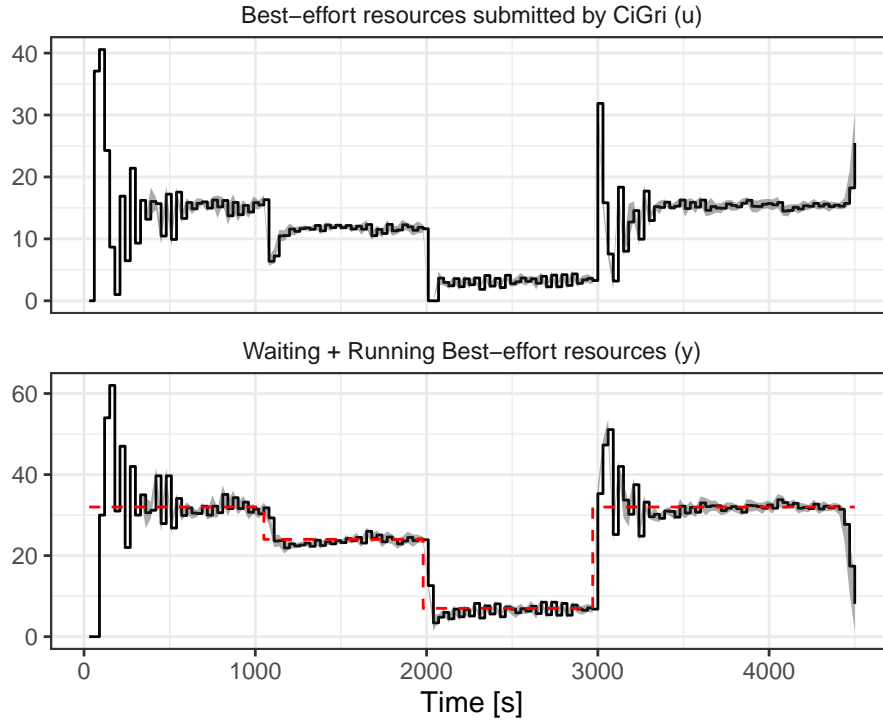 Best−effort resources submitted by CiGri (u)
40
30
20
10
0
Waiting + Running Best−effort resources (y)
60
40
20
0
0 1000 2000 3000 4000
Time [s]